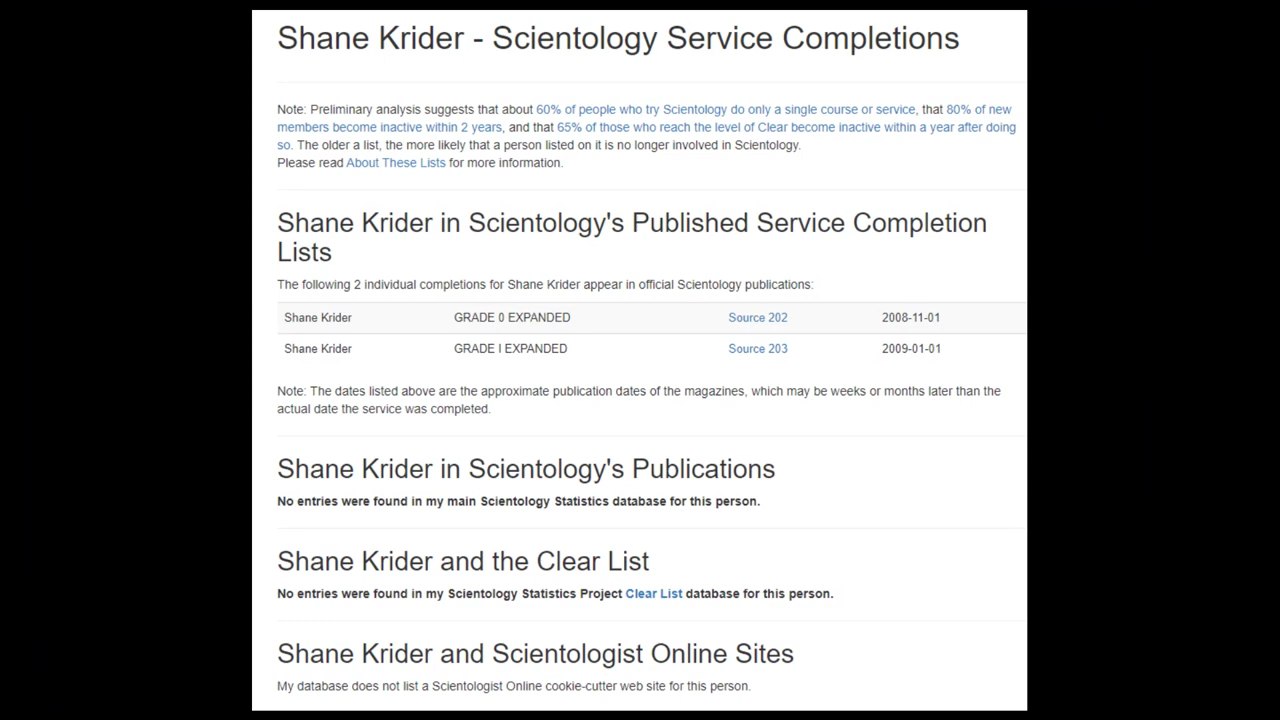 Shane Krider - Scientology Service Completions
Note: Preliminary analysis suggests that about 60% of people who try Scientology do only a single course or service, that 80% of new
members become inactive within 2 years, and that 65% of those who reach the level of Clear become inactive within a year after doing
so. The older a list, the more likely that a person listed on it is no longer involved in Scientology.
Please read About These Lists for more information.
Shane Krider in Scientology's Published Service Completion
Lists
The following 2 individual completions for Shane Krider appear in official Scientology publications:
Shane Krider GRADE 0 EXPANDED Source 202 2008-11-01
Shane Krider GRADE I EXPANDED Source 203 2009-01-01
Note: The dates listed above are the approximate publication dates of the magazines, which may be weeks or months later than the
actual date the service was completed.
Shane Krider in Scientology's Publications
No entries were found in my main Scientology Statistics database for this person.
Shane Krider and the Clear List
No entries were found in my Scientology Statistics Project Clear List database for this person.
Shane Krider and Scientologist Online Sites
My database does not list a Scientologist Online cookie-cutter web site for this person.